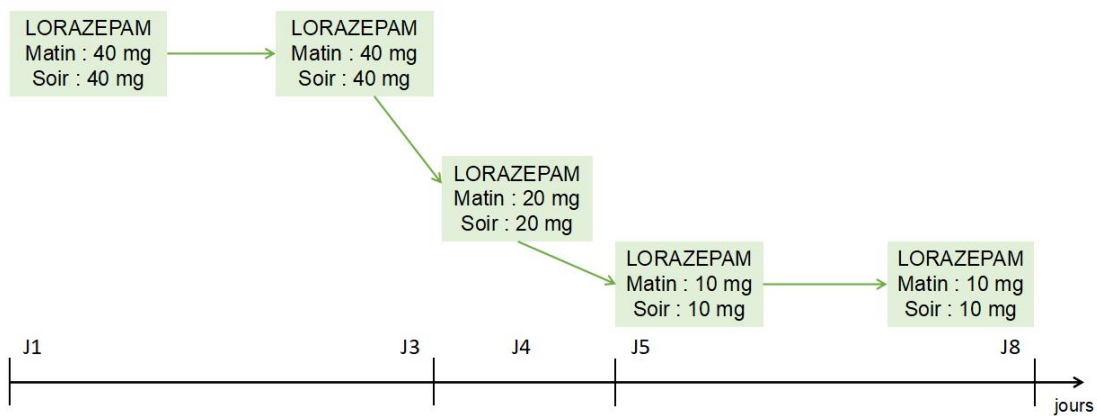 LORAZEPAM
Matin : 40 mg
Soir : 40 mg
LORAZEPAM
Matin : 40 mg
Soir : 40 mg
LORAZEPAM
Matin : 20 mg
Soir : 20 mg
LORAZEPAM
Matin : 10 mg
Soir : 10 mg
LORAZEPAM
Matin : 10 mg
Soir : 10 mg
J1
J3
J4
J5
J8
jours